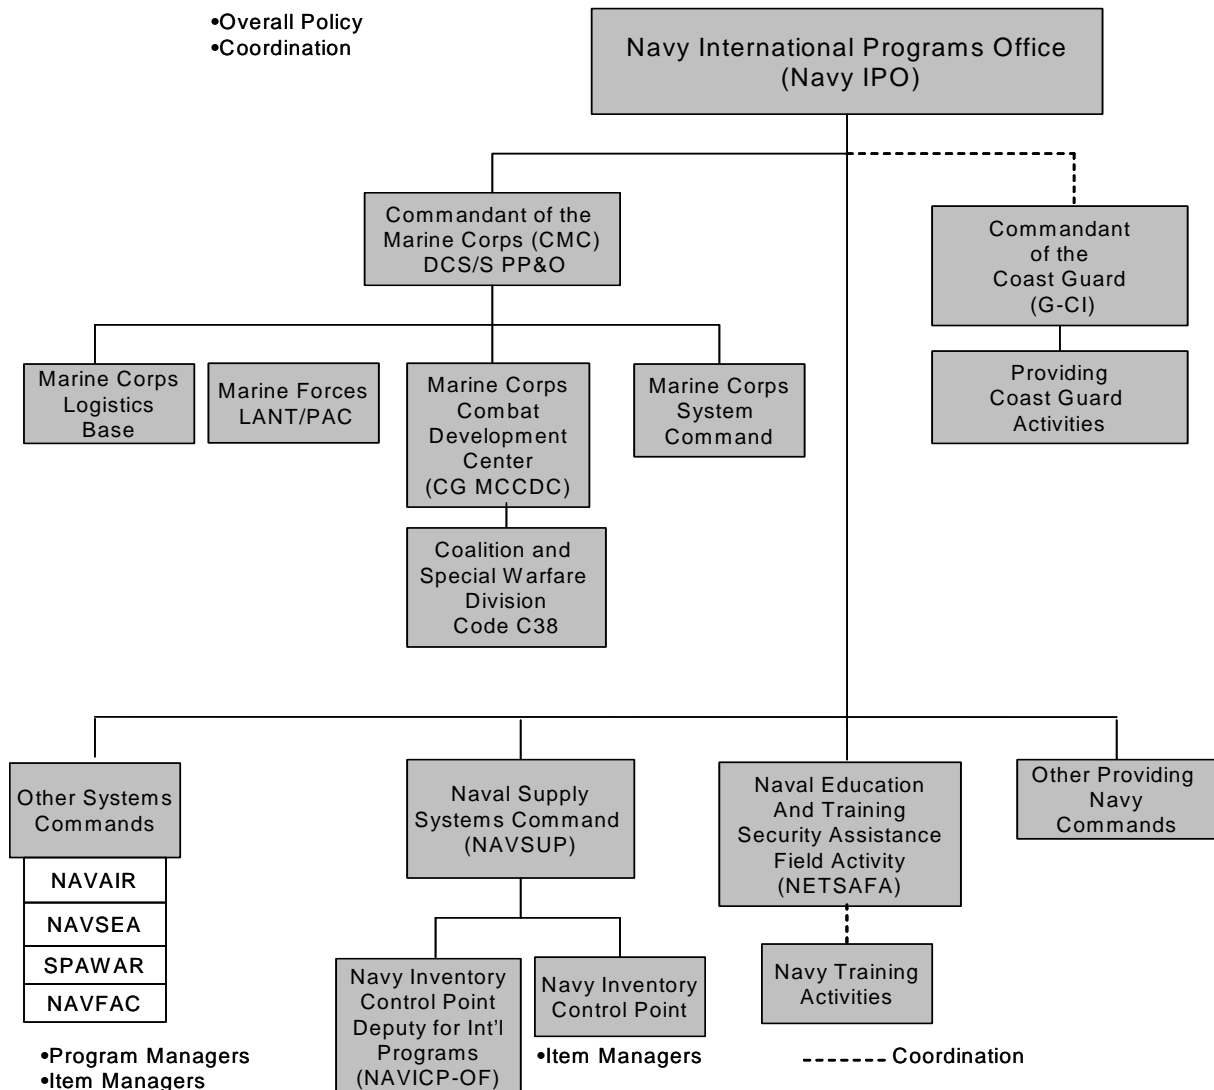 •Overall Policy
•Coordination
Navy International Programs Office
(Navy IPO)
Commandant of the
Marine Corps (CMC)
DCS/S PP&O
Commandant
of the
Coast Guard
(G-CI)
Marine Corps
Logistics
Base
Marine Forces
LANT/PAC
Marine Corps
Combat
Development
Center
(CG MCCDC)
Marine Corps
System
Command
Providing
Coast Guard
Activities
Coalition and
Special Warfare
Division
Code C38
Other Systems
Commands
NAVAIR
NAVSEA
SPAWAR
NAVFAC
•Program Managers
•Item Managers
Naval Supply
Systems Command
(NAVSUP)
Navy Inventory
Control Point
Deputy for Int'l
Programs
(NAVICP-OF)
Navy Inventory
Control Point
•Item Managers
Naval Education
And Training
Security Assistance
Field Activity
(NETSAFA)
Navy Training
Activities
Other Providing
Navy
Commands
Coordination